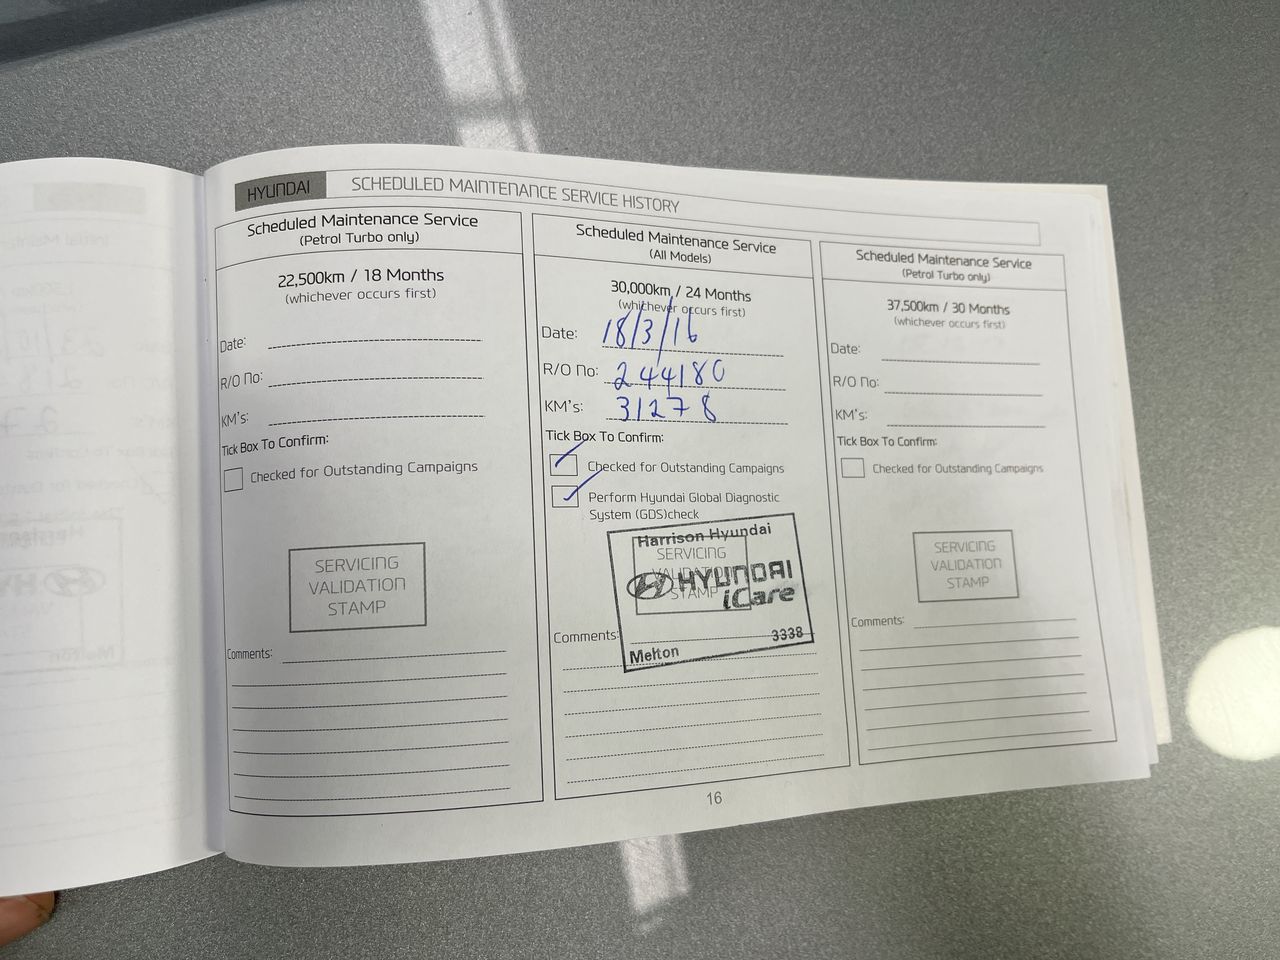 HYUNDAI
SCHEDULED MAINTENANCE SERVICE HISTORY
Scheduled Maintenance Service
(Petrol Turbo only)
22,500km / 18 Months
(whichever occurs first)
Date:
R/O No:
KM's:
Tick Box To Confirm:
Checked for Outstanding Campaigns
SERVICING
VALIDATION
STAMP
Comments:
Scheduled Maintenance Service
(All Models)
30,000km / 24 Months
(whichever occurs first)
Date: 18/3/16
R/O No: 244180
KM's: 31278
Tick Box To Confirm:
Checked for Outstanding Campaigns
Perform Hyundai Global Diagnostic
System (GDS)check
Harrison Hyundai
SERVICING
VALIDATION
STAMP
HYUNDAI
iCare
Comments:
3338
Melton
Scheduled Maintenance Service
(Petrol Turbo only)
37,500km / 30 Months
(whichever occurs first)
Date:
R/O No:
KM's:
Tick Box To Confirm:
Checked for Outstanding Campaigns
SERVICING
VALIDATION
STAMP
Comments:
16